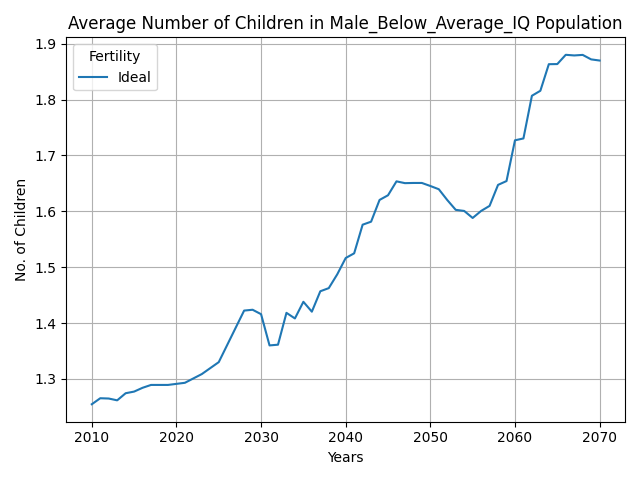 Average Number of Children in Male_Below_Average_IQ Population
Fertility
Ideal
No. of Children
1.9
1.8
1.7
1.6
1.5
1.4
1.3
2010 2020 2030 2040 2050 2060 2070
Years